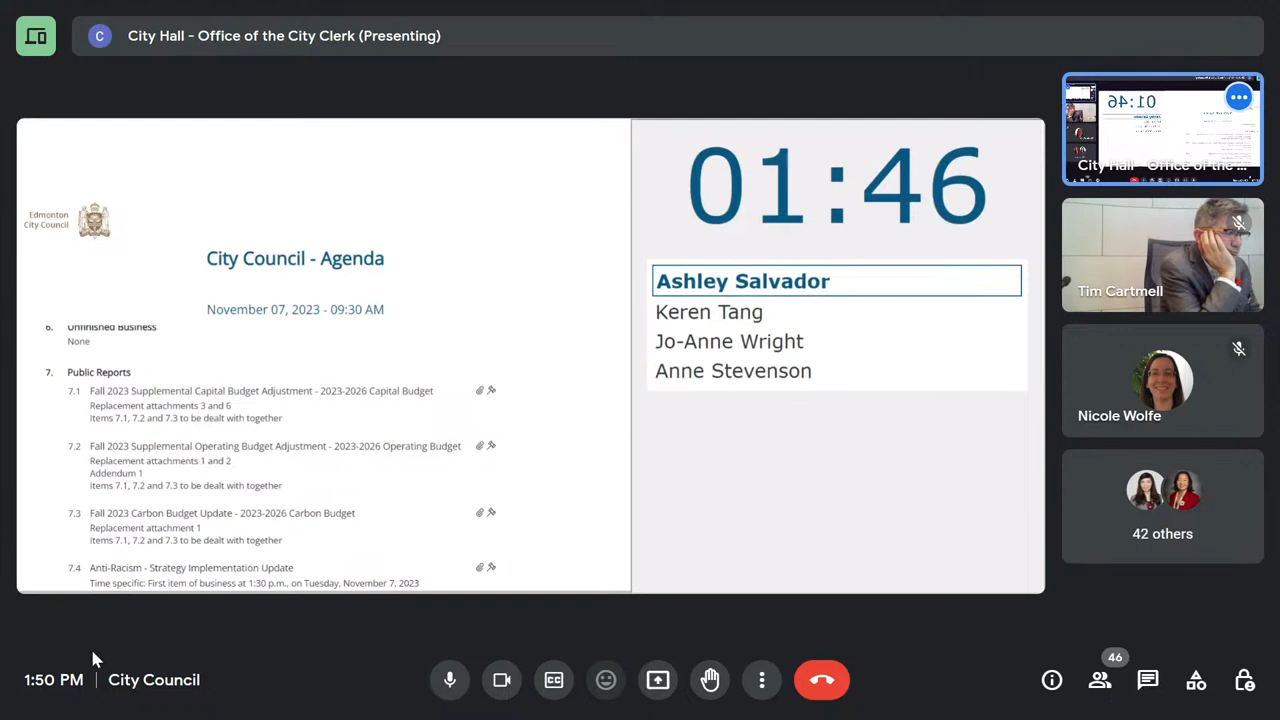 City Hall - Office of the City Clerk (Presenting)
C
Edmonton
City Council
City Council - Agenda
November 07, 2023 - 09:30 AM
6. Unfinished Business
None
7. Public Reports
7.1 Fall 2023 Supplemental Capital Budget Adjustment - 2023-2026 Capital Budget
Replacement attachments 3 and 6
Items 7.1, 7.2 and 7.3 to be dealt with together
7.2 Fall 2023 Supplemental Operating Budget Adjustment - 2023-2026 Operating Budget
Replacement attachments 1 and 2
Addendum 1
Items 7.1, 7.2 and 7.3 to be dealt with together
7.3 Fall 2023 Carbon Budget Update - 2023-2026 Carbon Budget
Replacement attachment 1
Items 7.1, 7.2 and 7.3 to be dealt with together
7.4 Anti-Racism - Strategy Implementation Update
Time specific: First item of business at 1:30 p.m., on Tuesday, November 7, 2023
01:46
Ashley Salvador
Keren Tang
Jo-Anne Wright
Anne Stevenson
01:46
City Hall - Office of the ...
Tim Cartmell
Nicole Wolfe
42 others
1:50 PM | City Council
CC
46